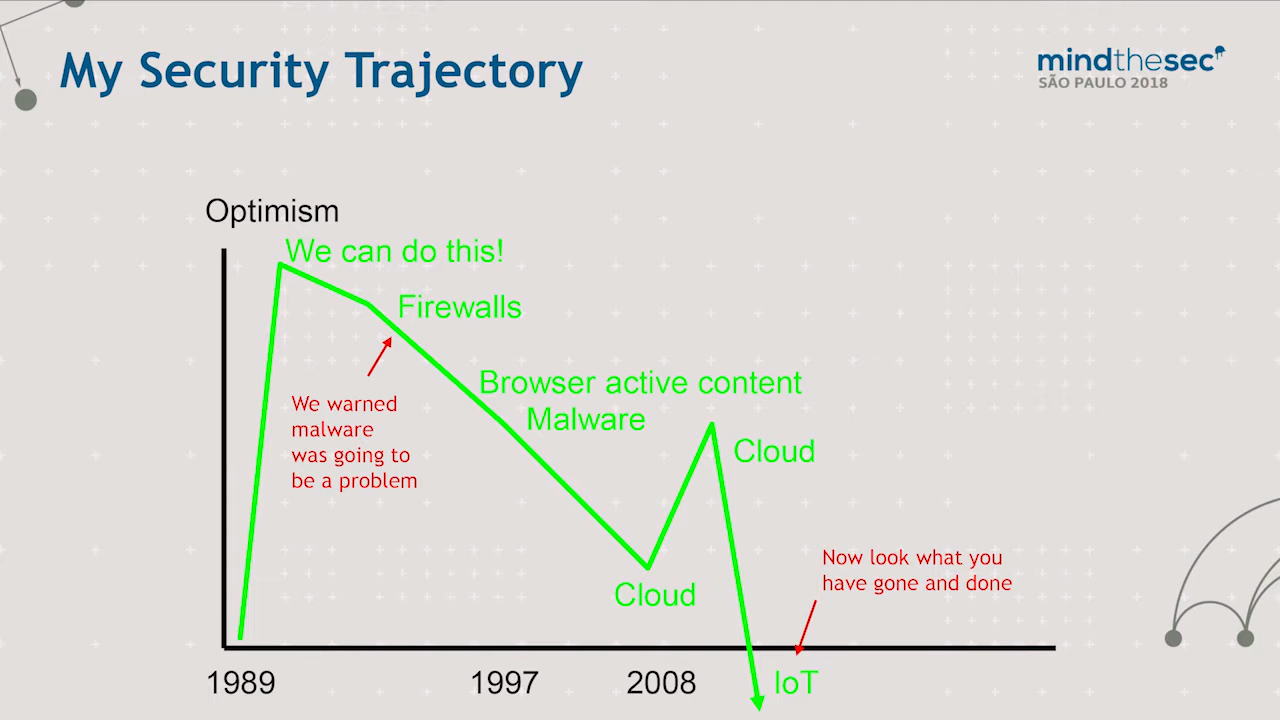 My Security Trajectory
mindthesec
SÃO PAULO 2018
Optimism
We can do this!
Firewalls
Browser active content
Malware
We warned
malware
was going to
be a problem
Cloud
Cloud
Now look what you
have gone and done
1989
1997
2008
IoT